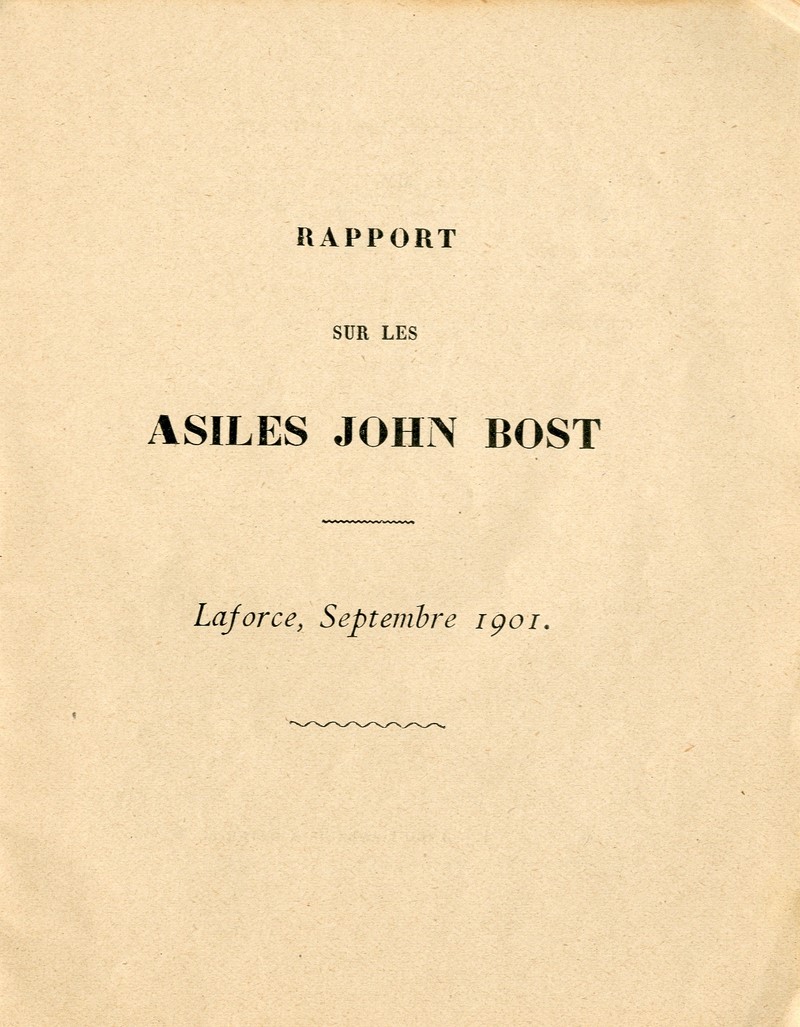 RAPPORT
SUR LES
ASILES JOHN BOST
Laforce, Septembre 1901.